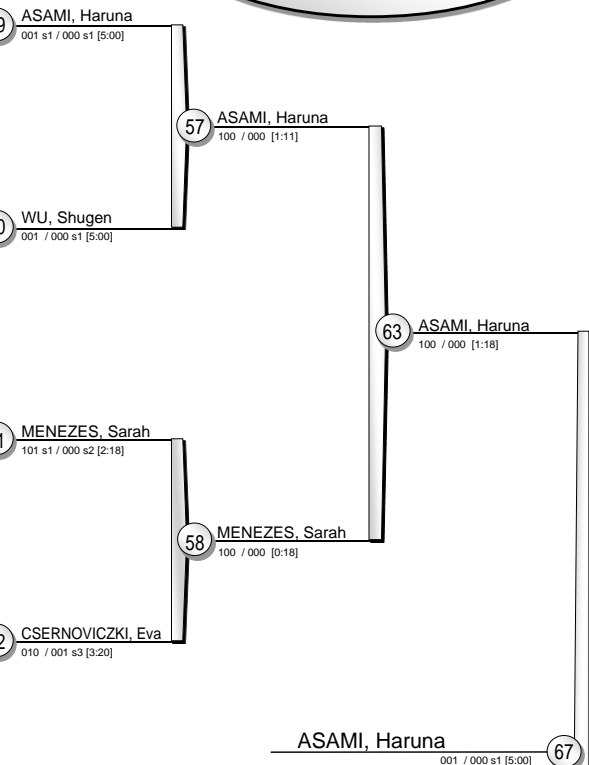 ASAMI, Haruna
001 s1 / 000 s1 [5:00]
57
ASAMI, Haruna
100 / 000 [1:11]
WU, Shugen
001 / 000 s1 [5:00]
63
ASAMI, Haruna
100 / 000 [1:18]
MENEZES, Sarah
101 s1 / 000 s2 [2:18]
58
MENEZES, Sarah
100 / 000 [0:18]
CSERNOVICZKI, Eva
010 / 001 s3 [3:20]
ASAMI, Haruna
001 / 000 s1 [5:00]
67